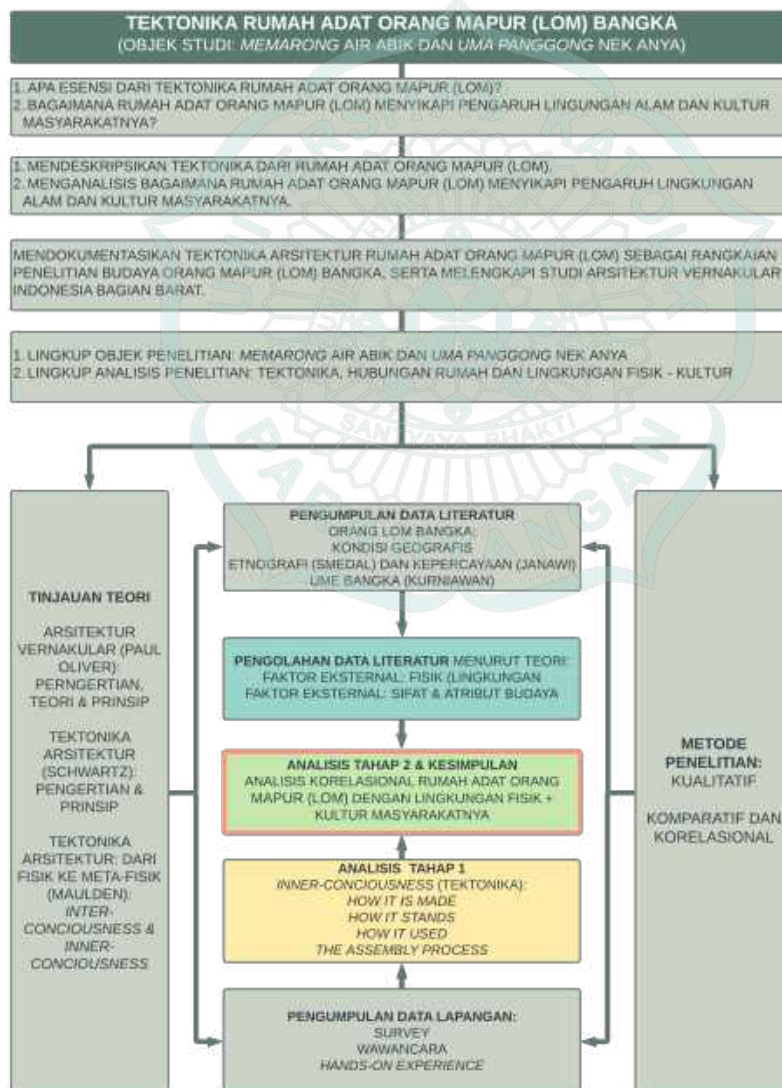 TEKTONIKA RUMAH ADAT ORANG MAPUR (LOM) BANGKA
(OBJEK STUDI: MEMARONG AIR ABIK DAN UMA PANGGONG NEK ANYA)
1. APA ESENSI DARI TEKTONIKA RUMAH ADAT ORANG MAPUR (LOM)?
2. BAGAIMANA RUMAH ADAT ORANG MAPUR (LOM) MENYIKAPI PENGARUH LINGUNGAN ALAM DAN KULTUR
MASYARAKATNYA?
1. MENDESKRIPSIKAN TEKTONIKA DARI RUMAH ADAT ORANG MAPUR (LOM).
2. MENGANALISIS BAGAIMANA RUMAH ADAT ORANG MAPUR (LOM) MENYIKAPI PENGARUH LINGKUNGAN
ALAM DAN KULTUR MASYARAKATNYA.
MENDOKUMENTASIKAN TEKTONIKA ARSITEKTUR RUMAH ADAT ORANG MAPUR (LOM) SEBAGAI RANGKAIAN
PENELITIAN BUDAYA ORANG MAPUR (LOM) BANGKA, SERTA MELENGKAPI STUDI ARSITEKTUR VERNAKULAR
INDONESIA BAGIAN BARAT.
1. LINGKUP OBJEK PENELITIAN: MEMARONG AIR ABIK DAN UMA PANGGONG NEK ANYA
2. LINGKUP ANALISIS PENELITIAN: TEKTONIKA, HUBUNGAN RUMAH DAN LINGKUNGAN FISIK - KULTUR
TINJAUAN TEORI
ARSITEKTUR
VERNAKULAR (PAUL
OLIVER):
PERNGERTIAN,
TEORI & PRINSIP
TEKTONIKA
ARSITEKTUR
(SCHWARTZ):
PENGERTIAN &
PRINSIP
TEKTONIKA
ARSITEKTUR: DARI
FISIK KE META-FISIK
(MAULDEN):
INTER-
CONCIOUSNESS &
INNER-
CONCIOUSNESS
PENGUMPULAN DATA LITERATUR
ORANG LOM BANGKA:
KONDISI GEOGRAFIS
ETNOGRAFI (SMEDAL) DAN KEPERCAYAAN (JANAWI)
UME BANGKA (KURNIAWAN)
PENGOLAHAN DATA LITERATUR MENURUT TEORI:
FAKTOR EKSTERNAL: FISIK (LINGKUNGAN
FAKTOR EKSTERNAL: SIFAT & ATRIBUT BUDAYA
ANALISIS TAHAP 2 & KESIMPULAN
ANALISIS KORELASIONAL RUMAH ADAT ORANG
MAPUR (LOM) DENGAN LINGKUNGAN FISIK +
KULTUR MASYARAKATNYA
ANALISIS TAHAP 1
INNER-CONCIOUSNESS (TEKTONIKA):
HOW IT IS MADE
HOW IT STANDS
HOW IT USED
THE ASSEMBLY PROCESS
PENGUMPULAN DATA LAPANGAN:
SURVEY
WAWANCARA
HANDS-ON EXPERIENCE
METODE
PENELITIAN:
KUALITATIF
KOMPARATIF DAN
KORELASIONAL
SANTYAYA BHAKTI
PARAHYANGAN